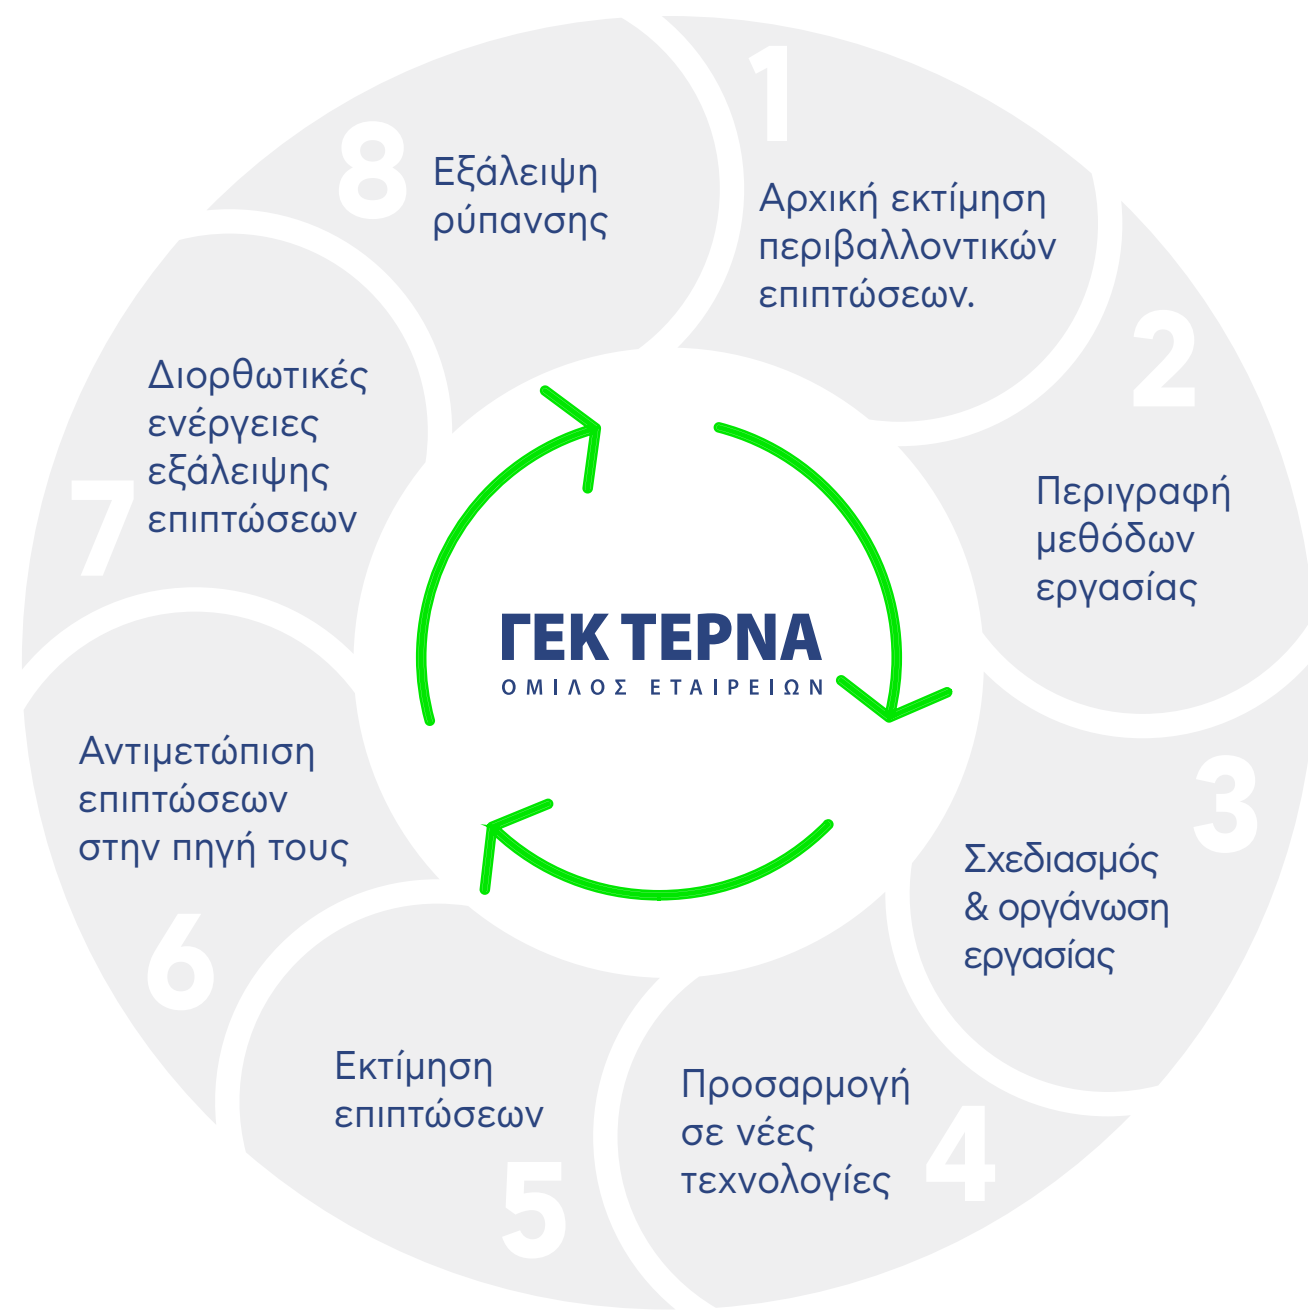 1
Αρχική εκτίμηση
περιβαλλοντικών
επιπτώσεων.
2
Περιγραφή
μεθόδων
εργασίας
3
Σχεδιασμός
& οργάνωση
εργασίας
4
Προσαρμογή
σε νέες
τεχνολογίες
5
Εκτίμηση
επιπτώσεων
6
Αντιμετώπιση
επιπτώσεων
στην πηγή τους
7
Διορθωτικές
ενέργειες
εξάλειψης
επιπτώσεων
8
Εξάλειψη
ρύπανσης
ΓΕΚ ΤΕΡΝΑ
ΟΜΙΛΟΣ ΕΤΑΙΡΕΙΩΝ